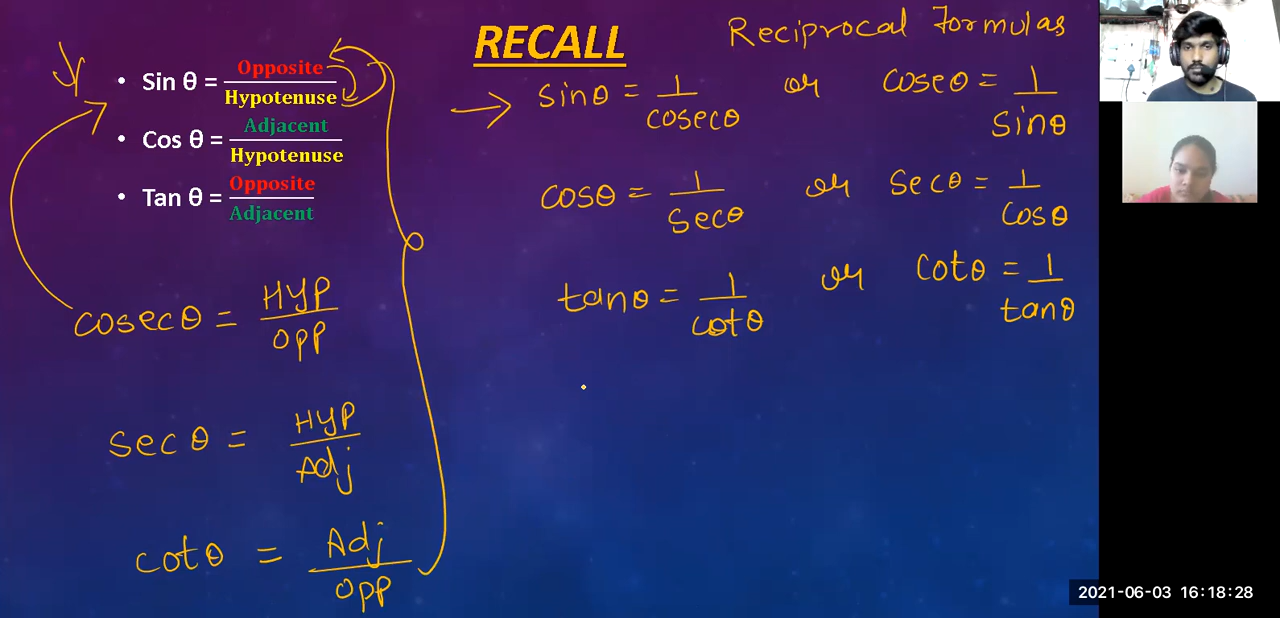 RECALL
Reciprocal Formulas
• Sin θ = Opposite / Hypotenuse
• Cos θ = Adjacent / Hypotenuse
• Tan θ = Opposite / Adjacent
cosecθ = HYP / OPP
secθ = HYP / Adj
cotθ = Adj / OPP
sinθ = 1 / cosecθ or cosecθ = 1 / sinθ
cosθ = 1 / secθ or secθ = 1 / cosθ
tanθ = 1 / cotθ or cotθ = 1 / tanθ
2021-06-03 16:18:28